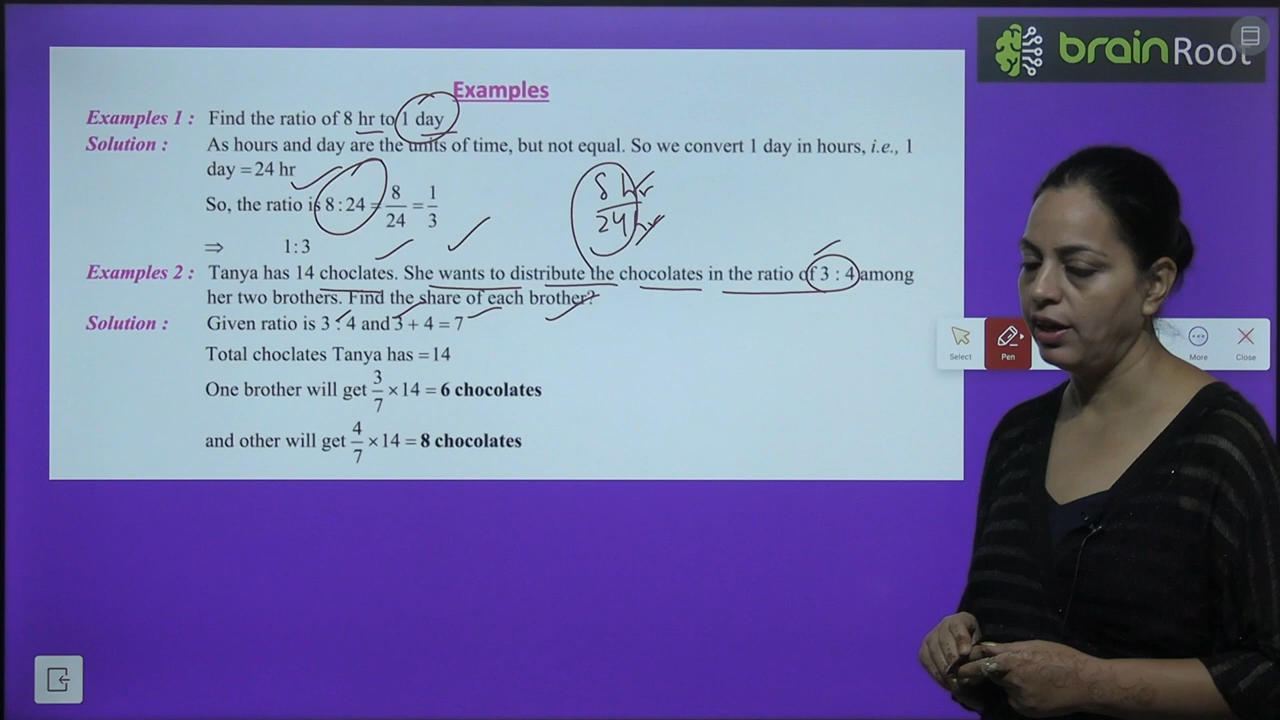 brainRoot
Examples
Examples 1 : Find the ratio of 8 hr to 1 day
Solution : As hours and day are the units of time, but not equal. So we convert 1 day in hours, i.e., 1
day = 24 hr
8 hr
So, the ratio is 8 : 24 = 8/24 = 1/3
24 hr
⇒ 1 : 3
Examples 2 : Tanya has 14 choclates. She wants to distribute the chocolates in the ratio of 3 : 4 among
her two brothers. Find the share of each brother?
Solution : Given ratio is 3 : 4 and 3 + 4 = 7
Total choclates Tanya has = 14
One brother will get 3/7 × 14 = 6 chocolates
and other will get 4/7 × 14 = 8 chocolates
Select Pen More Close